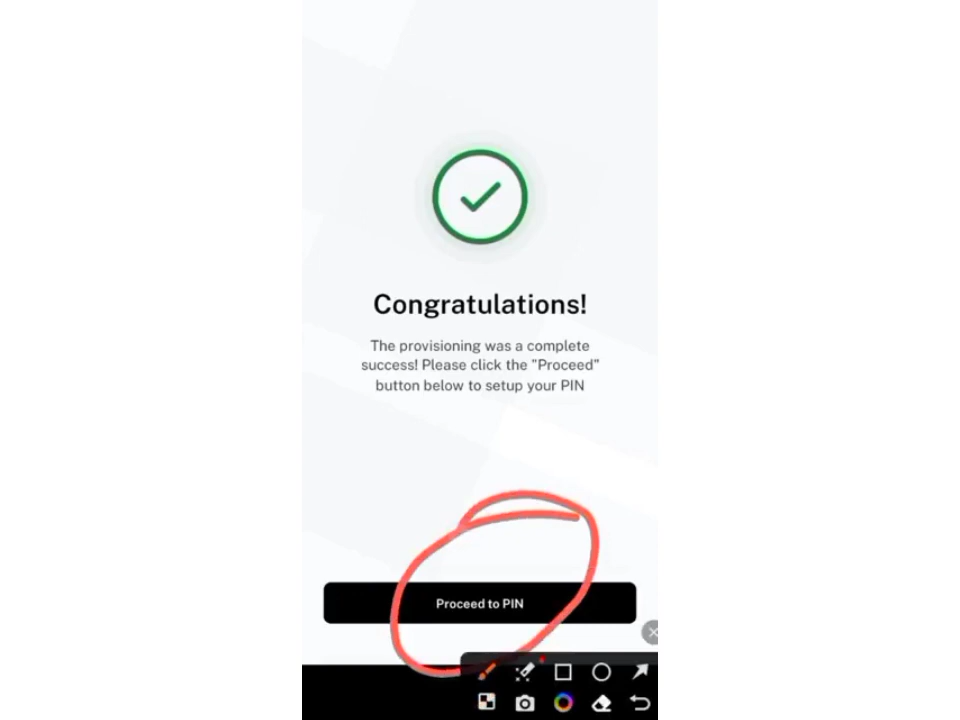 Congratulations!
The provisioning was a complete
success! Please click the "Proceed"
button below to setup your PIN
Proceed to PIN